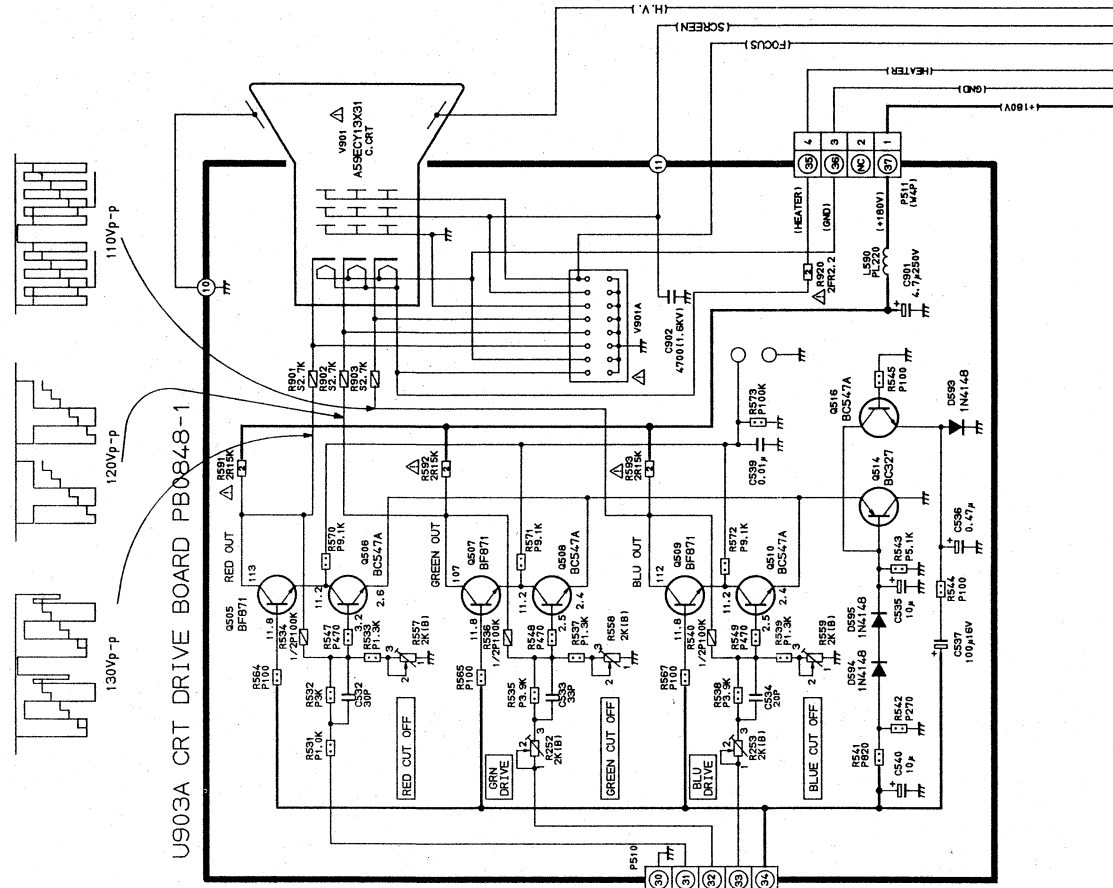 U903A CRT DRIVE BOARD PB0848-1
130Vp-p
120Vp-p
110Vp-p
(H.V.)
(SCREEN)
(FOCUS)
(HEATER)
(GND)
(+180V)
V901
A59ECY13X31
C.CRT
10
11
4
3
2
1
35
36
NC
37
P511
(W4P)
(HEATER)
(GND)
(+180V)
R920
2FR2.2
L590
PL220
C901
4.7μ250V
V901A
C902
4700(1.6KV)
R901
S2.7K
R902
S2.7K
R903
S2.7K
R591
2R15K
R592
2R15K
R593
2R15K
R573
P100K
C539
0.01μ
RED OUT
113
Q505
BF871
11.8
R534
1/2P100K
R564
P100
R570
P9.1K
11.2
Q506
BC547A
2.6
3.2
R547
P470
R533
P1.3K
R557
2K(B)
R532
P3K
C532
30P
R531
P1.0K
RED CUT OFF
GREEN OUT
107
Q507
BF871
11.8
R536
1/2P100K
R565
P100
R571
P9.1K
11.2
Q508
BC547A
2.4
2.5
R548
P470
R537
P1.3K
R558
2K(B)
R535
P3.9K
C533
33P
R252
2K(B)
GRN
DRIVE
GREEN CUT OFF
BLU OUT
112
Q509
BF871
11.8
R540
1/2P100K
R567
P100
R572
P9.1K
11.2
Q510
BC547A
2.4
2.5
R549
P470
R539
P1.3K
R559
2K(B)
R538
P3.9K
C534
20P
R253
2K(B)
BLU
DRIVE
BLUE CUT OFF
Q516
BC547A
R545
P100
D593
1N4148
Q514
BC327
R543
P5.1K
C536
0.47μ
C535
10μ
R544
P100
D595
1N4148
D594
1N4148
C537
100μ16V
R542
P270
R541
P820
C540
10μ
P510
30
31
32
33
34